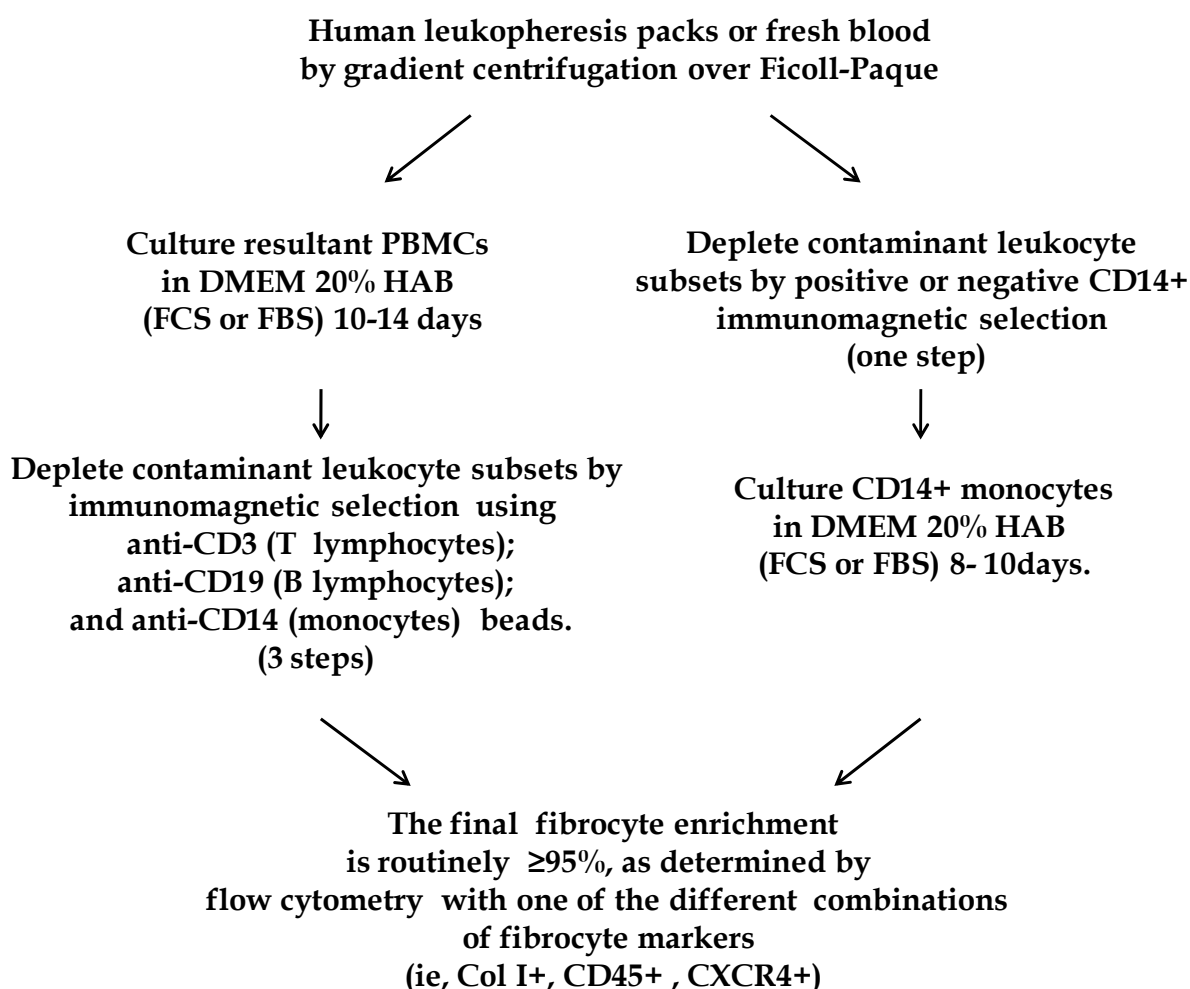 Human leukopheresis packs or fresh blood
by gradient centrifugation over Ficoll-Paque
Culture resultant PBMCs
in DMEM 20% HAB
(FCS or FBS) 10-14 days
Deplete contaminant leukocyte
subsets by positive or negative CD14+
immunomagnetic selection
(one step)
Deplete contaminant leukocyte subsets by
immunomagnetic selection using
anti-CD3 (T lymphocytes);
anti-CD19 (B lymphocytes);
and anti-CD14 (monocytes) beads.
(3 steps)
Culture CD14+ monocytes
in DMEM 20% HAB
(FCS or FBS) 8- 10days.
The final fibrocyte enrichment
is routinely ≥95%, as determined by
flow cytometry with one of the different combinations
of fibrocyte markers
(ie, Col I+, CD45+ , CXCR4+)